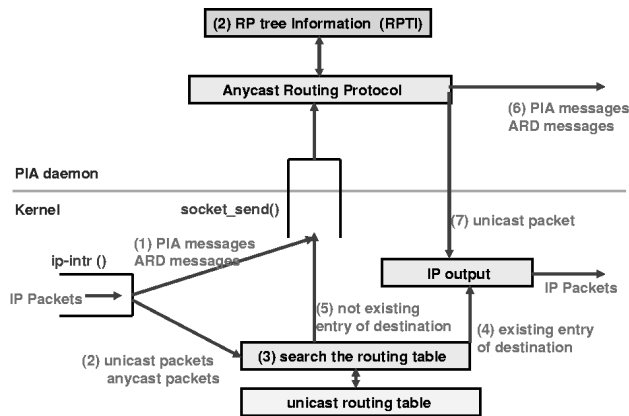 (2) RP tree Information (RPTI)
Anycast Routing Protocol
(6) PIA messages
ARD messages
PIA daemon
Kernel
socket_send()
(7) unicast packet
(1) PIA messages
ARD messages
ip-intr ()
IP Packets
IP output
IP Packets
(5) not existing
entry of destination
(4) existing entry
of destination
(2) unicast packets
anycast packets
(3) search the routing table
unicast routing table